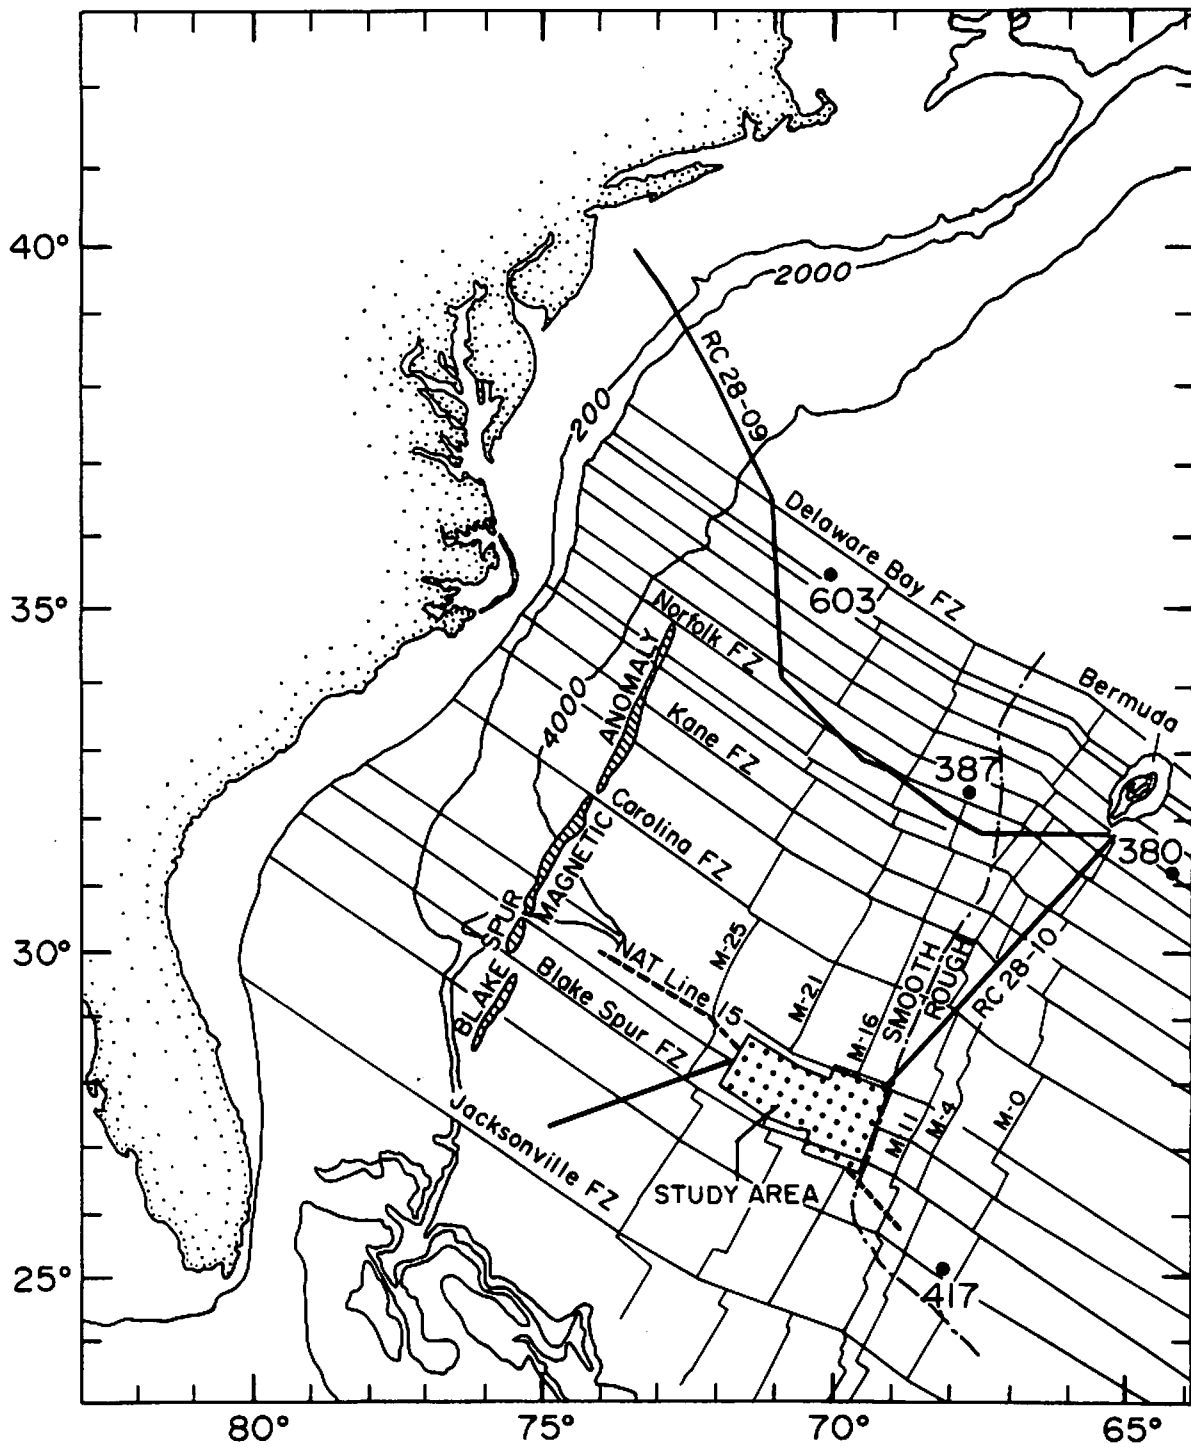 40°
35°
30°
25°
80°
75°
70°
65°
200
2000
4000
RC 28-09
Delaware Bay FZ
603
Norfolk FZ
Bermuda
Kane FZ
387
380
Carolina FZ
BLAKE SPUR MAGNETIC ANOMALY
NAT Line 15
M-25
M-21
M-16
SMOOTH
ROUGH
RC 28-10
Blake Spur FZ
M-11
M-4
M-0
Jacksonville FZ
STUDY AREA
417